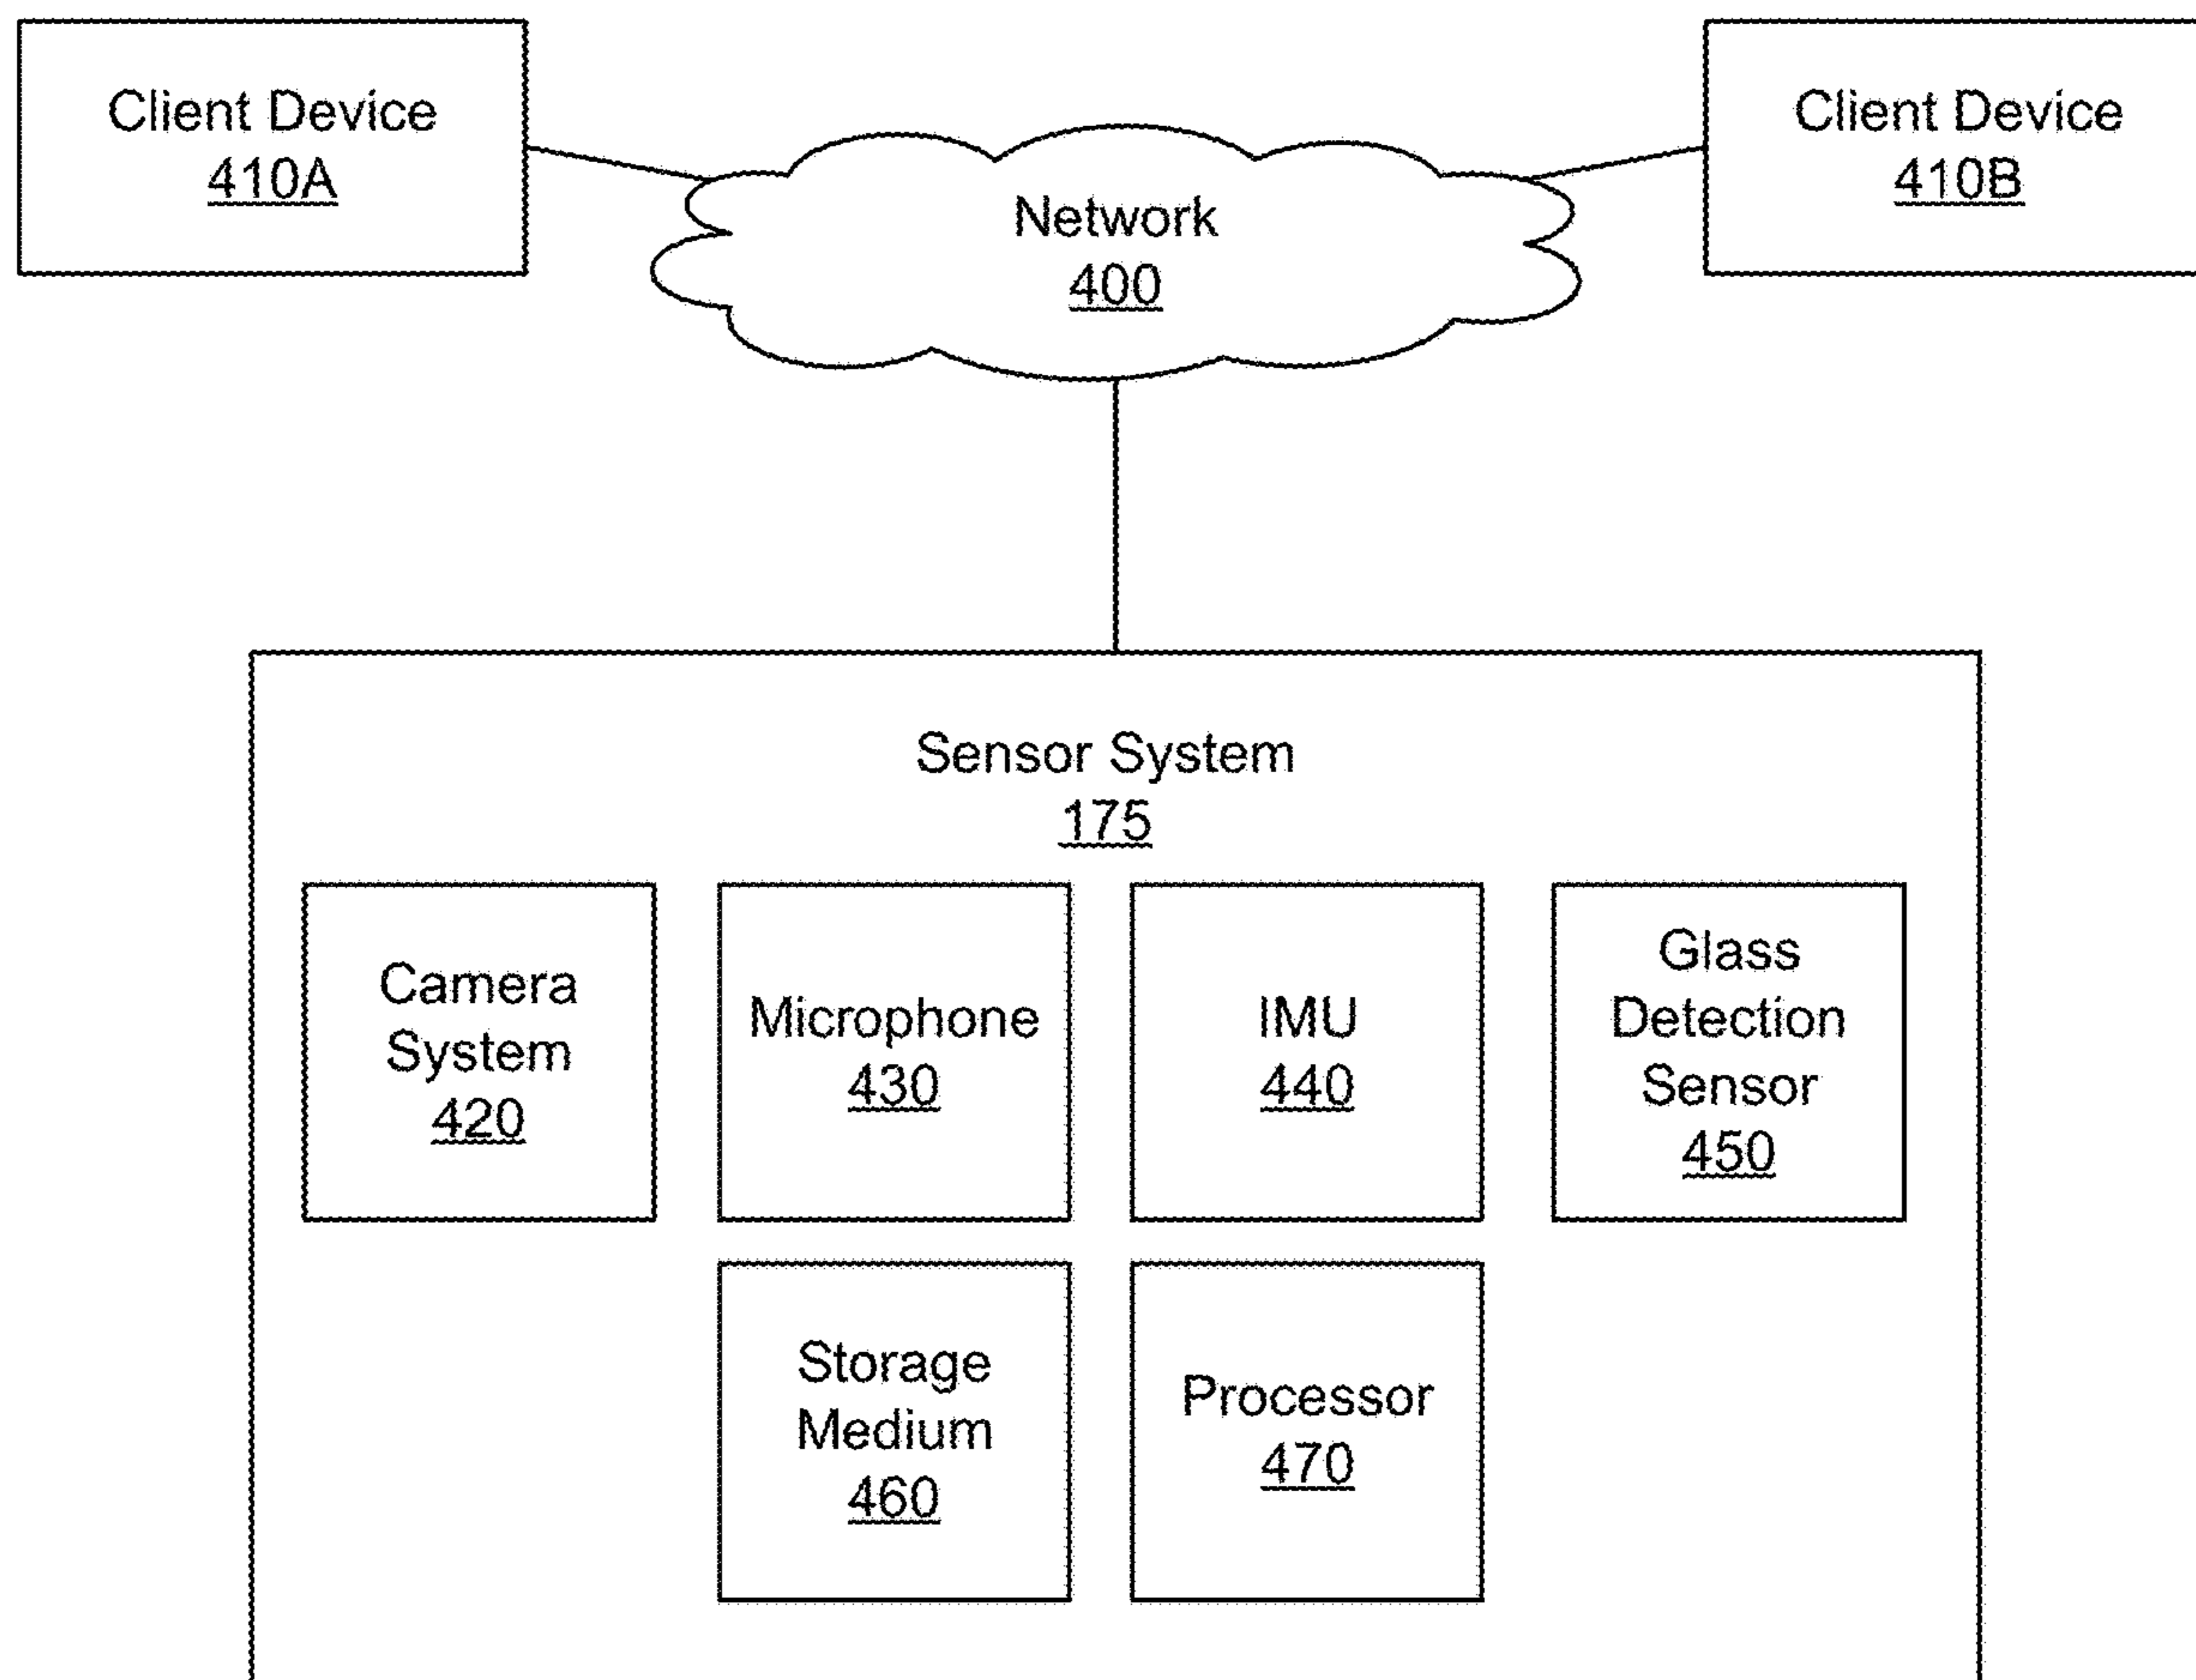 Client Device
410A
Network
400
Client Device
410B
Sensor System
175
Camera
System
420
Microphone
430
IMU
440
Glass
Detection
Sensor
450
Storage
Medium
460
Processor
470